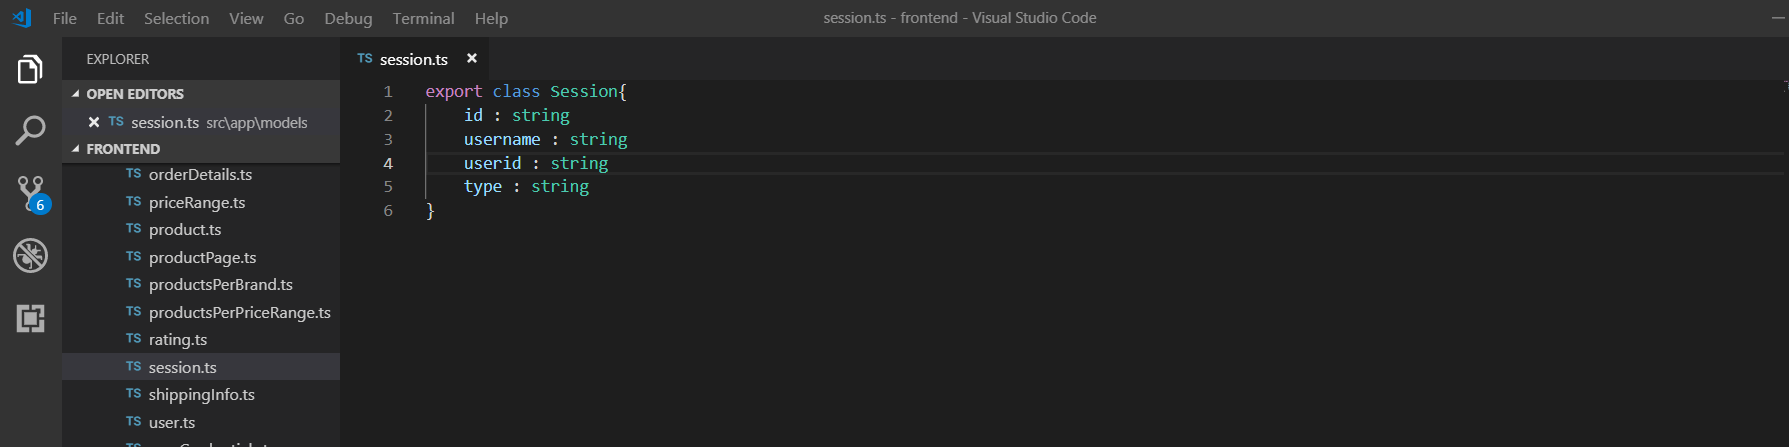 File Edit Selection View Go Debug Terminal Help
session.ts - frontend - Visual Studio Code
EXPLORER
OPEN EDITORS
TS session.ts src\app\models
FRONTEND
TS orderDetails.ts
TS priceRange.ts
TS product.ts
TS productPage.ts
TS productsPerBrand.ts
TS productsPerPriceRange.ts
TS rating.ts
TS session.ts
TS shippingInfo.ts
TS user.ts
TS
6
TS session.ts
1 export class Session{
2 id : string
3 username : string
4 userid : string
5 type : string
6 }